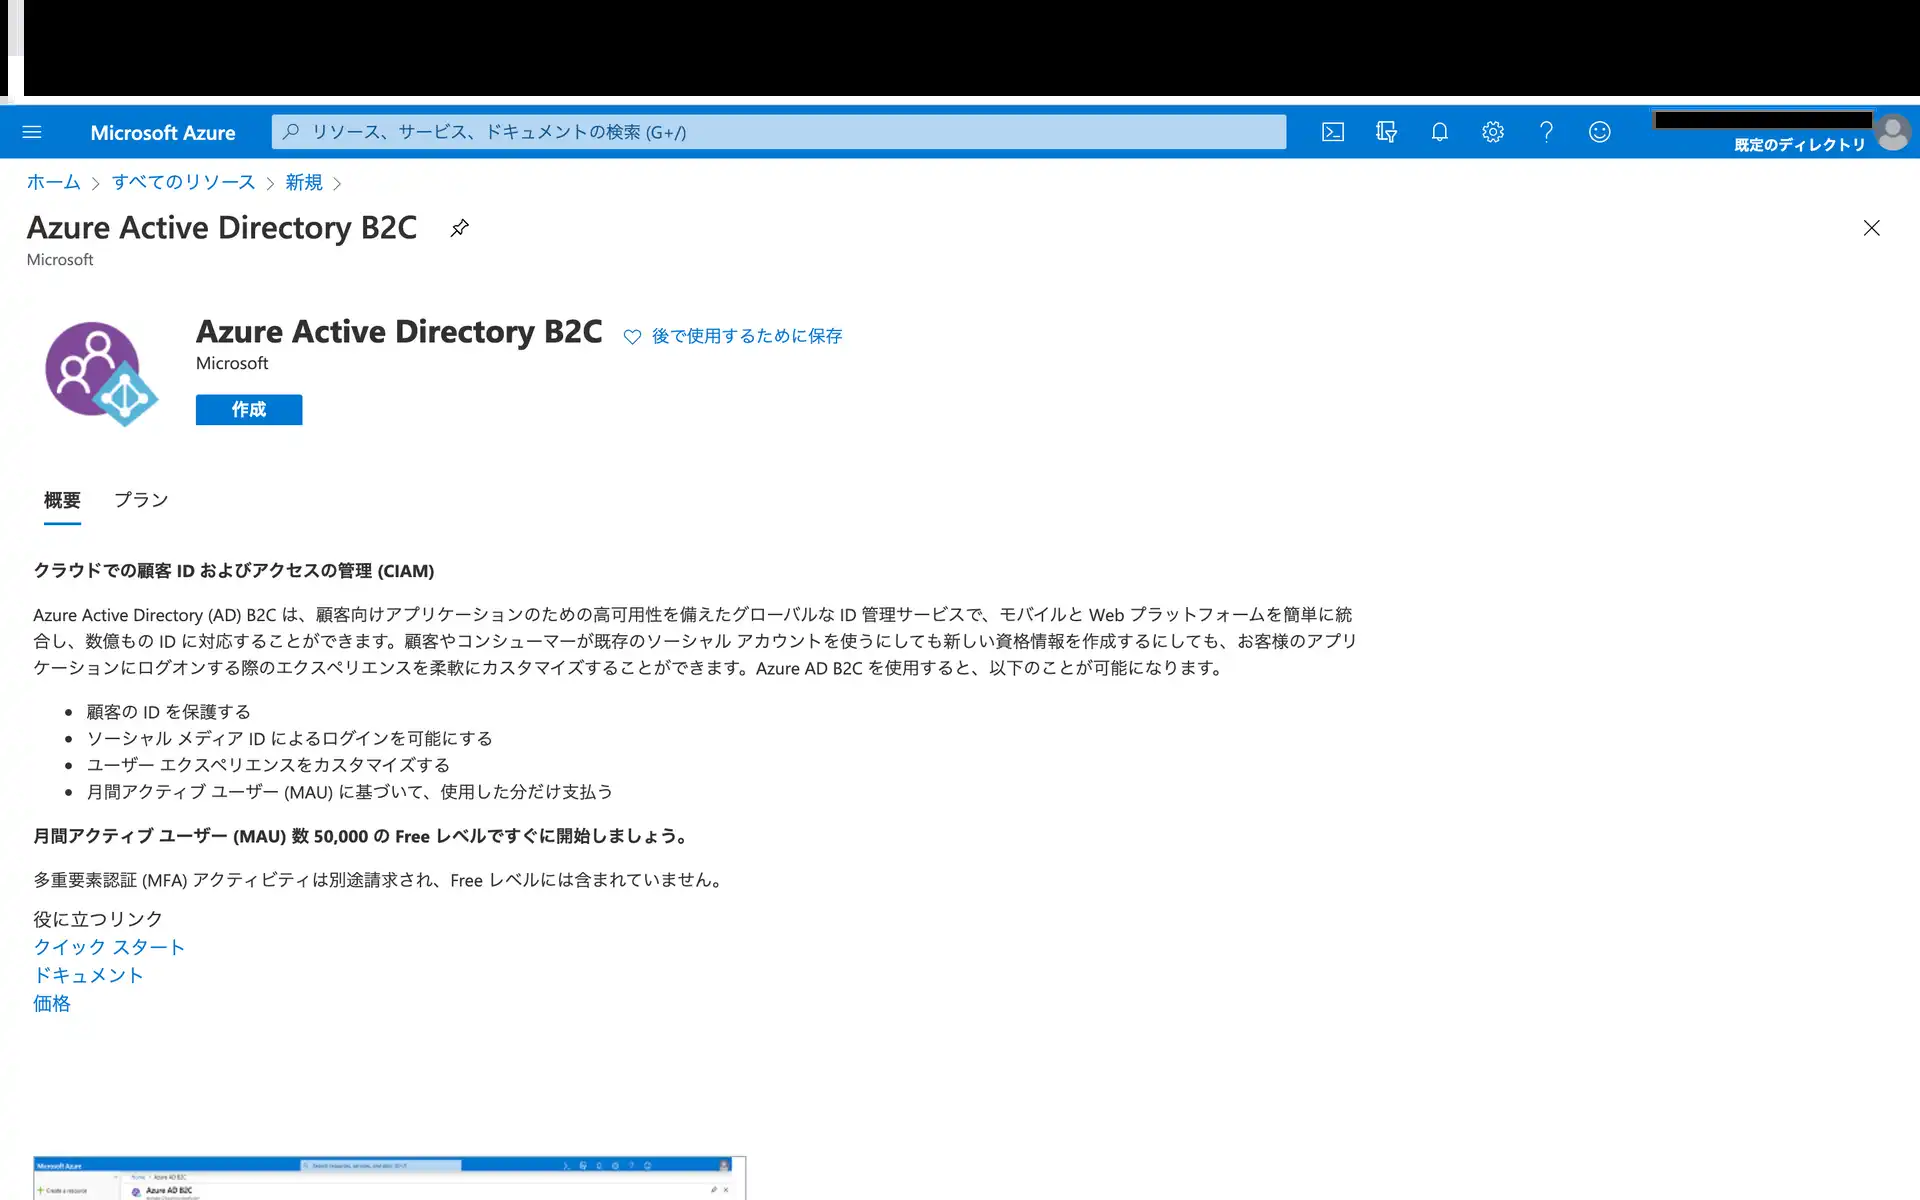 Microsoft Azure
リソース、サービス、ドキュメントの検索 (G+/)
既定のディレクトリ
ホーム > すべてのリソース > 新規 >
Azure Active Directory B2C
Microsoft
Azure Active Directory B2C
後で使用するために保存
Microsoft
作成
概要 プラン
クラウドでの顧客 ID およびアクセスの管理 (CIAM)
Azure Active Directory (AD) B2C は、顧客向けアプリケーションのための高可用性を備えたグローバルな ID 管理サービスで、モバイルと Web プラットフォームを簡単に統
合し、数億もの ID に対応することができます。顧客やコンシューマーが既存のソーシャル アカウントを使うにしても新しい資格情報を作成するにしても、お客様のアプリ
ケーションにログオンする際のエクスペリエンスを柔軟にカスタマイズすることができます。Azure AD B2C を使用すると、以下のことが可能になります。
• 顧客の ID を保護する
• ソーシャル メディア ID によるログインを可能にする
• ユーザー エクスペリエンスをカスタマイズする
• 月間アクティブ ユーザー (MAU) に基づいて、使用した分だけ支払う
月間アクティブ ユーザー (MAU) 数 50,000 の Free レベルですぐに開始しましょう。
多重要素認証 (MFA) アクティビティは別途請求され、Free レベルには含まれていません。
役に立つリンク
クイック スタート
ドキュメント
価格
Microsoft Azure
Search resources, services, and docs (G+/)
Home > Azure AD B2C
Create a resource
Azure AD B2C